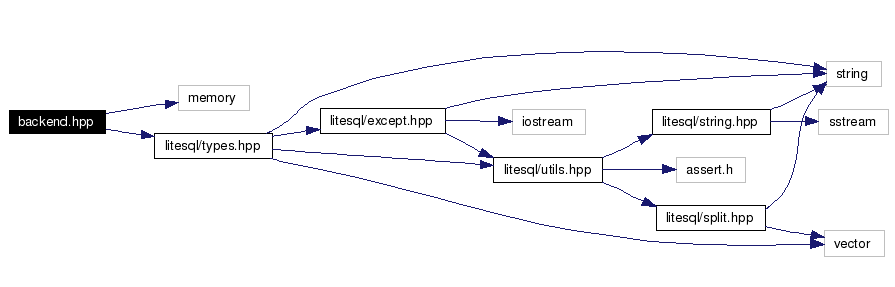 backend.hpp
memory
litesql/types.hpp
litesql/except.hpp
iostream
litesql/utils.hpp
litesql/string.hpp
assert.h
litesql/split.hpp
string
sstream
vector